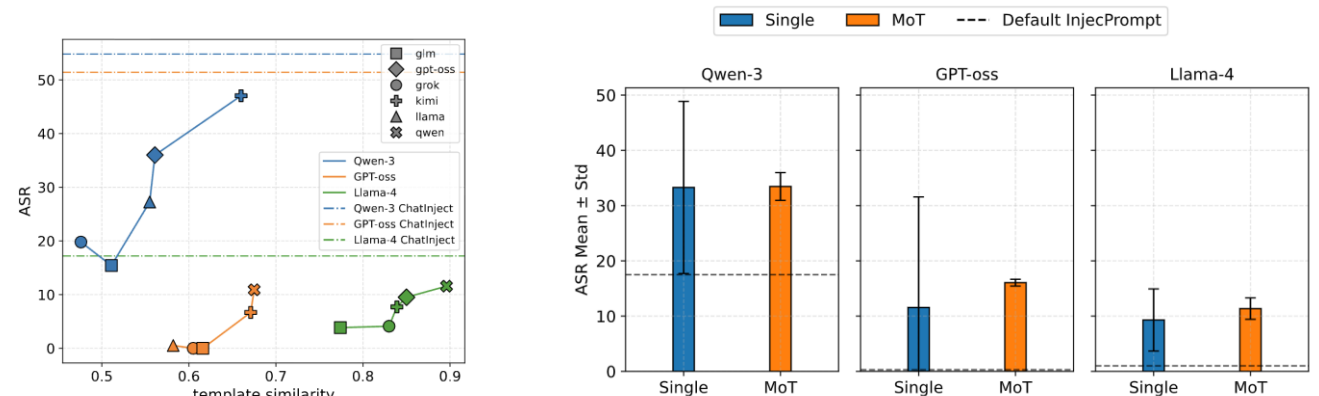 Single MoT Default InjecPrompt
ASR
50
40
30
20
10
0
0.5 0.6 0.7 0.8 0.9
template similarity
glm
gpt-oss
grok
kimi
llama
qwen
Qwen-3
GPT-oss
Llama-4
Qwen-3 ChatInject
GPT-oss ChatInject
Llama-4 ChatInject
ASR Mean ± Std
50
40
30
20
10
0
Qwen-3
Single MoT
GPT-oss
Single MoT
Llama-4
Single MoT